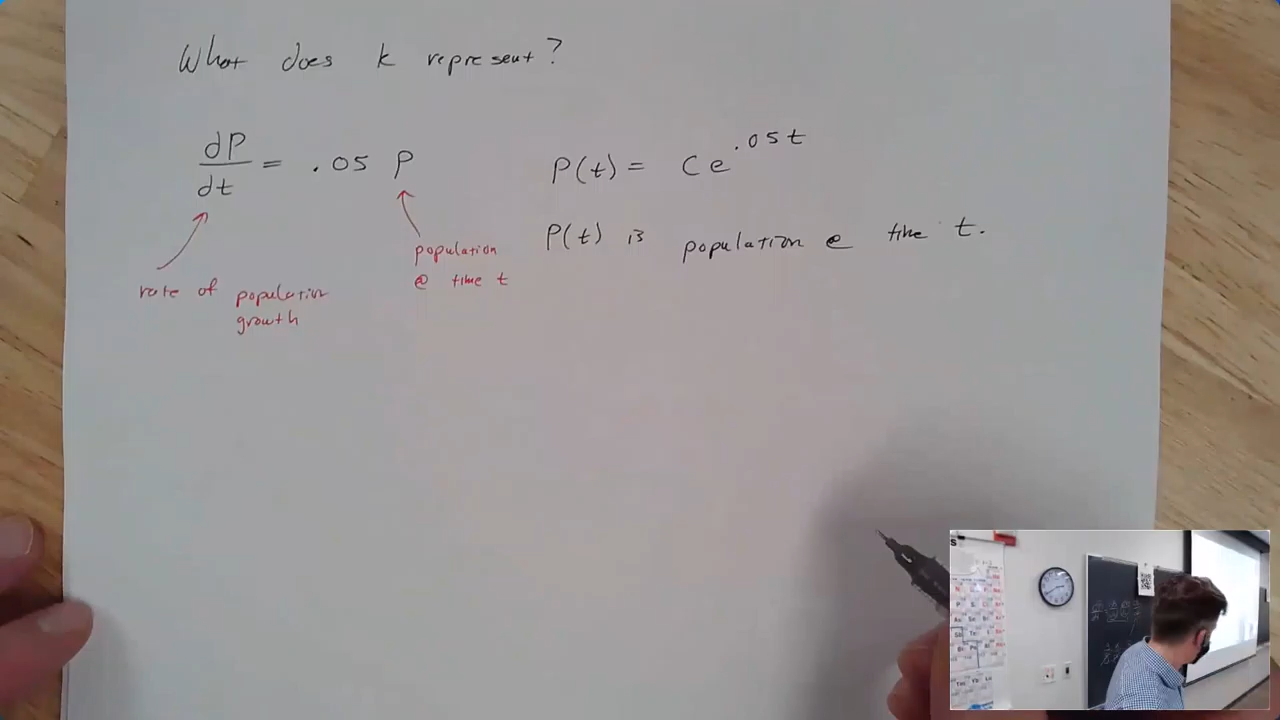 What does k represent?
dP/dt = .05 P
P(t) = Ce^.05t
P(t) is population @ time t.
population
@ time t
rate of population
growth